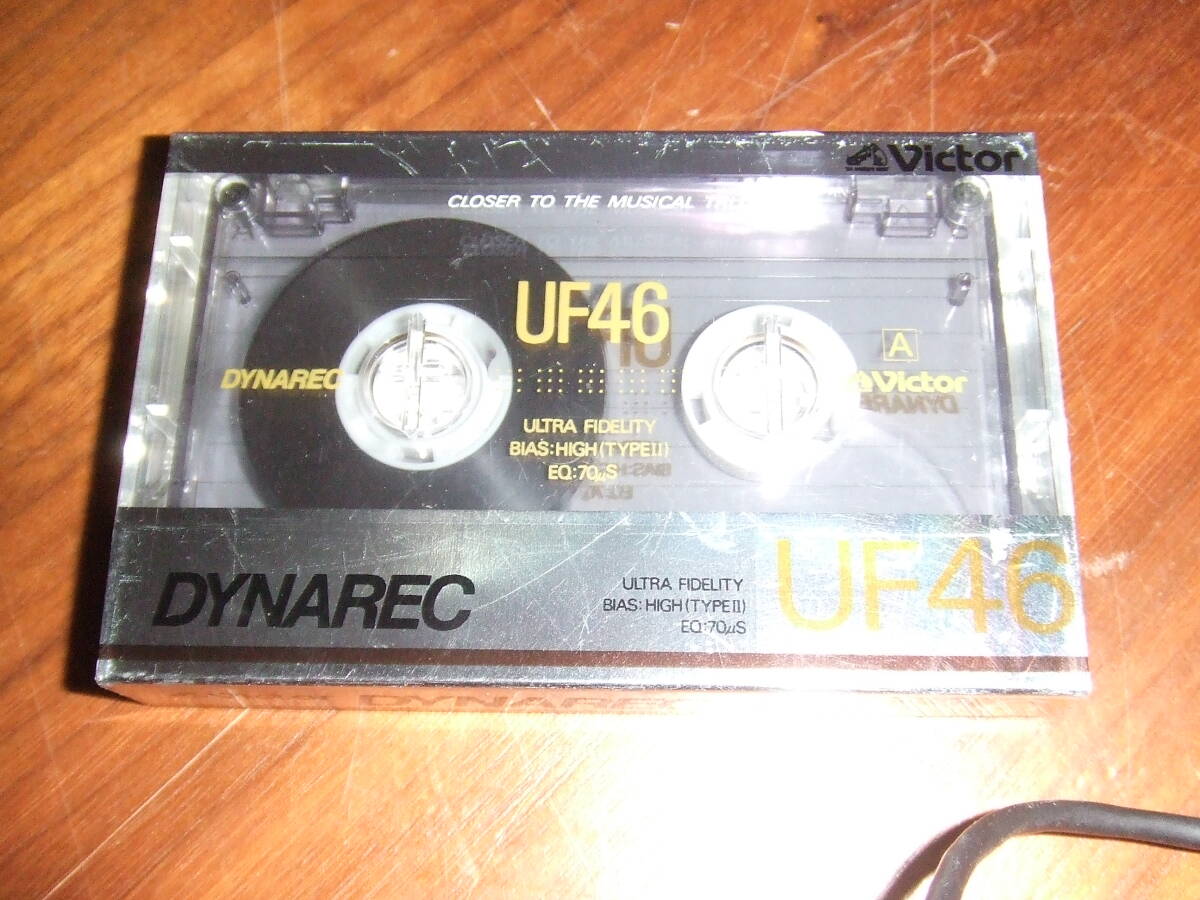 Victor
CLOSER TO THE MUSICAL
UF46
A
DYNAREC
Victor
ULTRA FIDELITY
BIAS:HIGH(TYPEII)
EQ:70μS
DYNAREC
ULTRA FIDELITY
BIAS:HIGH(TYPEII)
EQ:70μS
UF46
DYNAREC